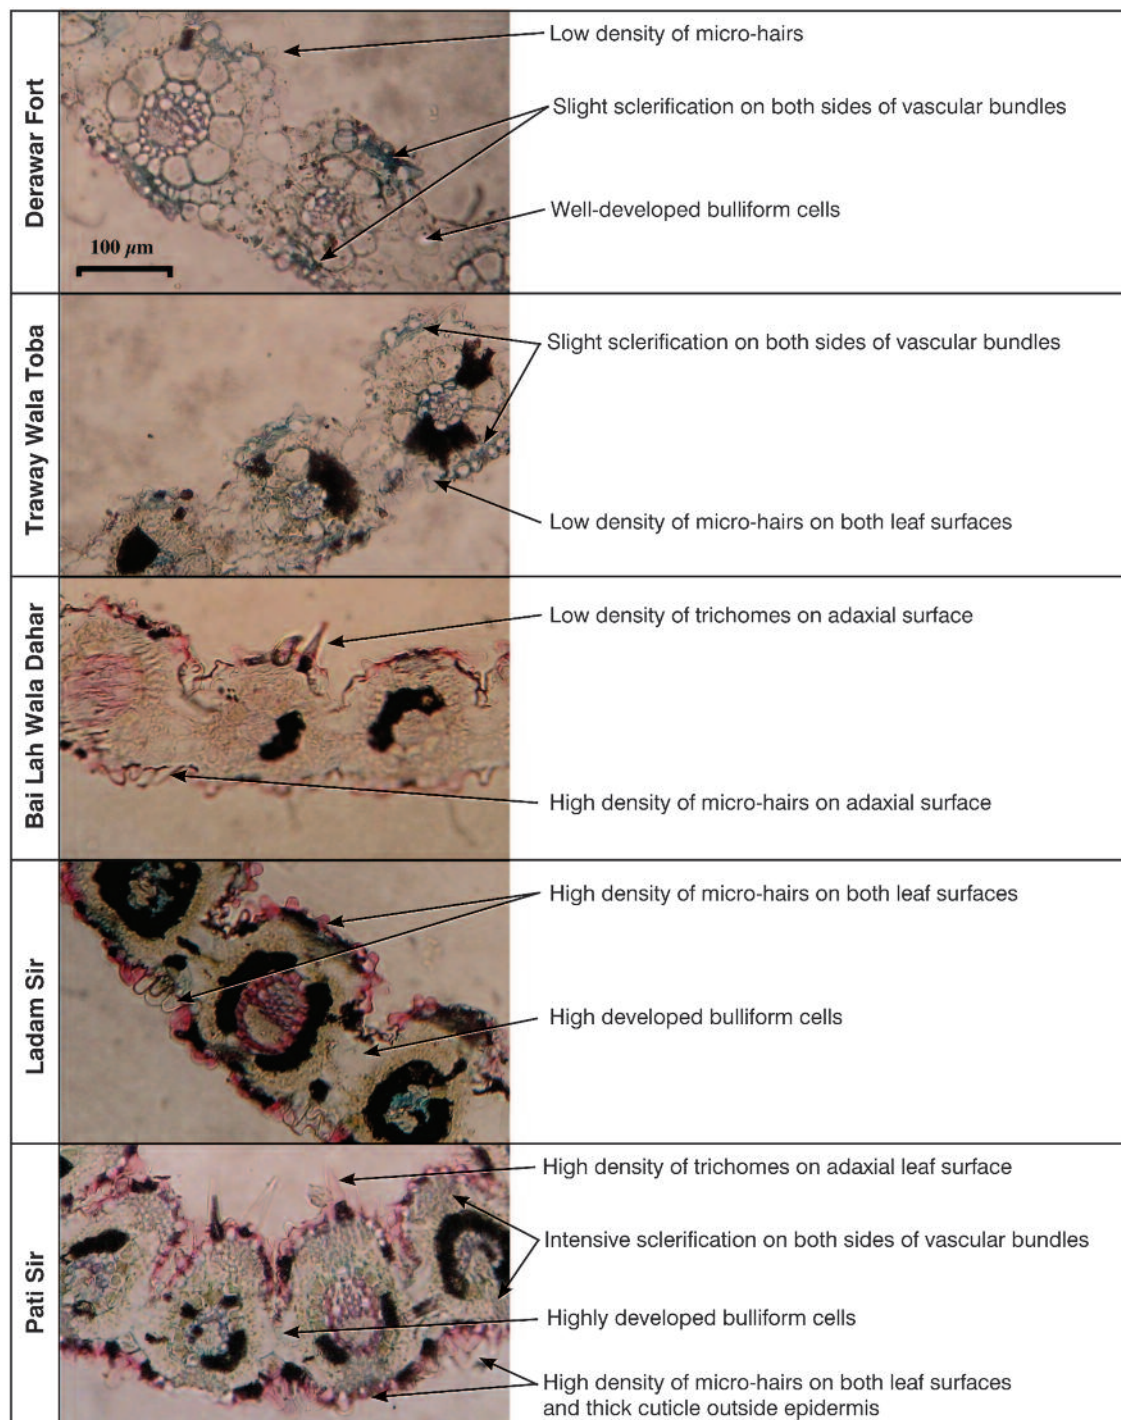 Derawar Fort
Low density of micro-hairs
Slight sclerification on both sides of vascular bundles
Well-developed bulliform cells
100 µm
Traway Wala Toba
Slight sclerification on both sides of vascular bundles
Low density of micro-hairs on both leaf surfaces
Bai Lah Wala Dahar
Low density of trichomes on adaxial surface
High density of micro-hairs on adaxial surface
Ladam Sir
High density of micro-hairs on both leaf surfaces
High developed bulliform cells
Pati Sir
High density of trichomes on adaxial leaf surface
Intensive sclerification on both sides of vascular bundles
Highly developed bulliform cells
High density of micro-hairs on both leaf surfaces
and thick cuticle outside epidermis